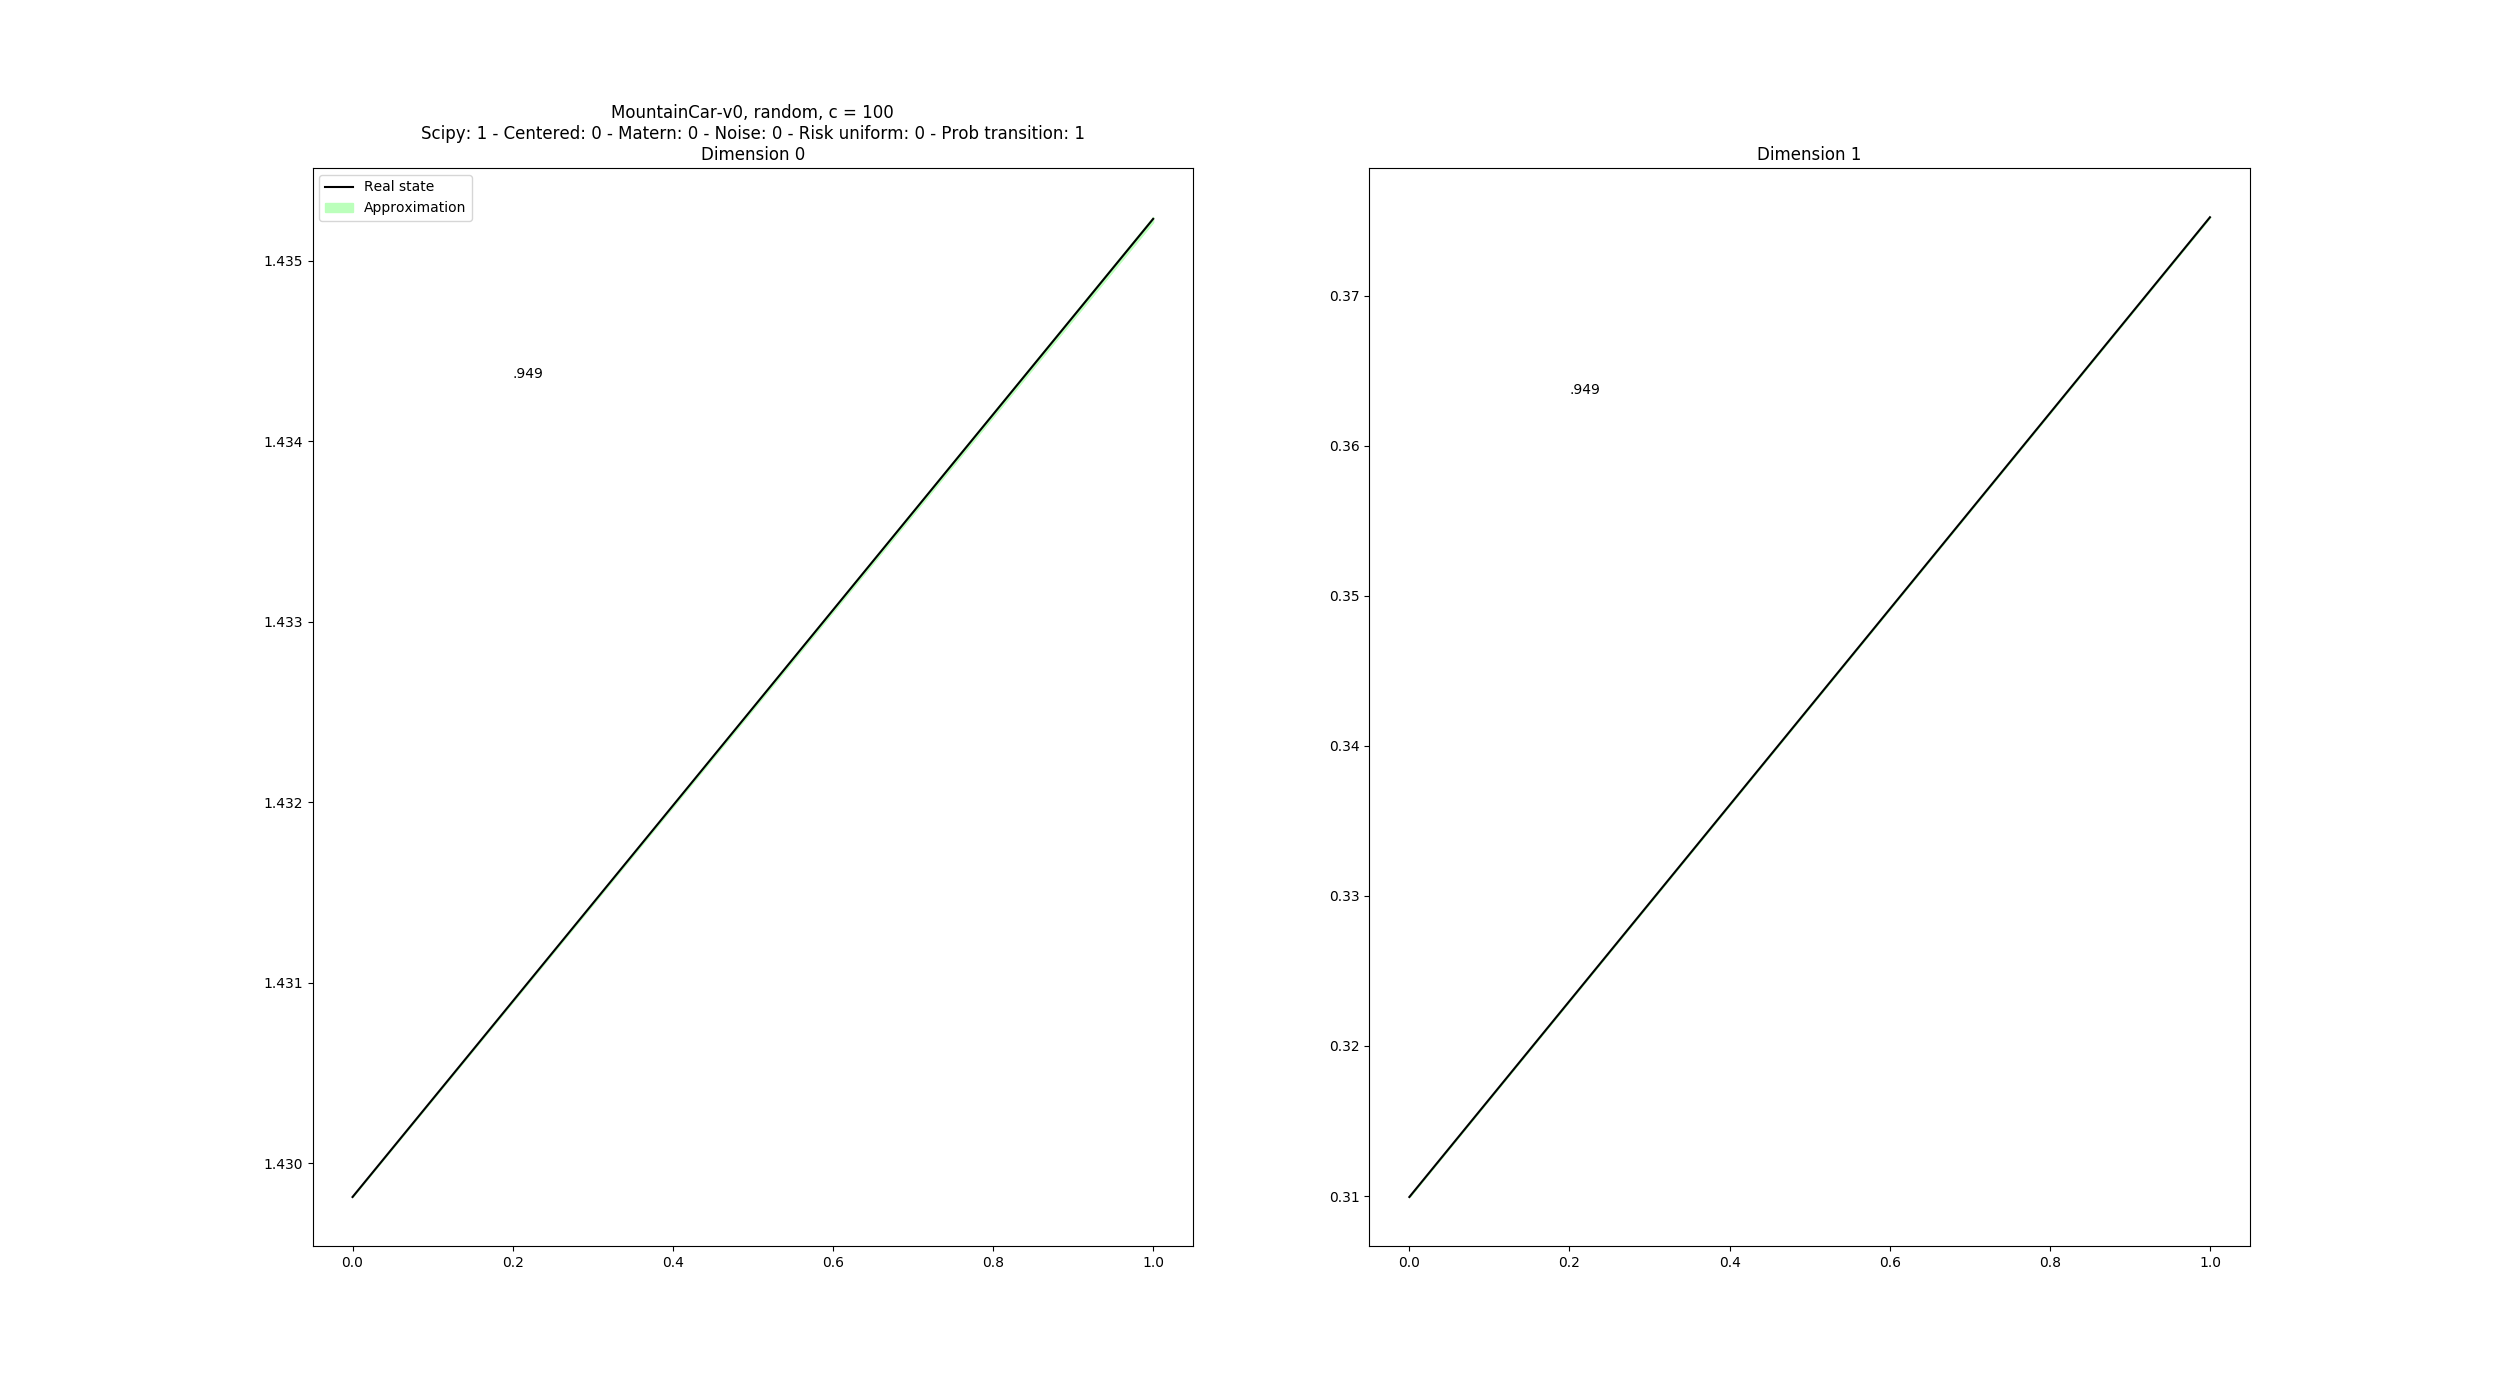 MountainCar-v0, random, c = 100
Scipy: 1 - Centered: 0 - Matern: 0 - Noise: 0 - Risk uniform: 0 - Prob transition: 1
Dimension 0
Real state
Approximation
1.435
1.434
1.433
1.432
1.431
1.430
.949
0.0 0.2 0.4 0.6 0.8 1.0
Dimension 1
0.37
0.36
0.35
0.34
0.33
0.32
0.31
.949
0.0 0.2 0.4 0.6 0.8 1.0